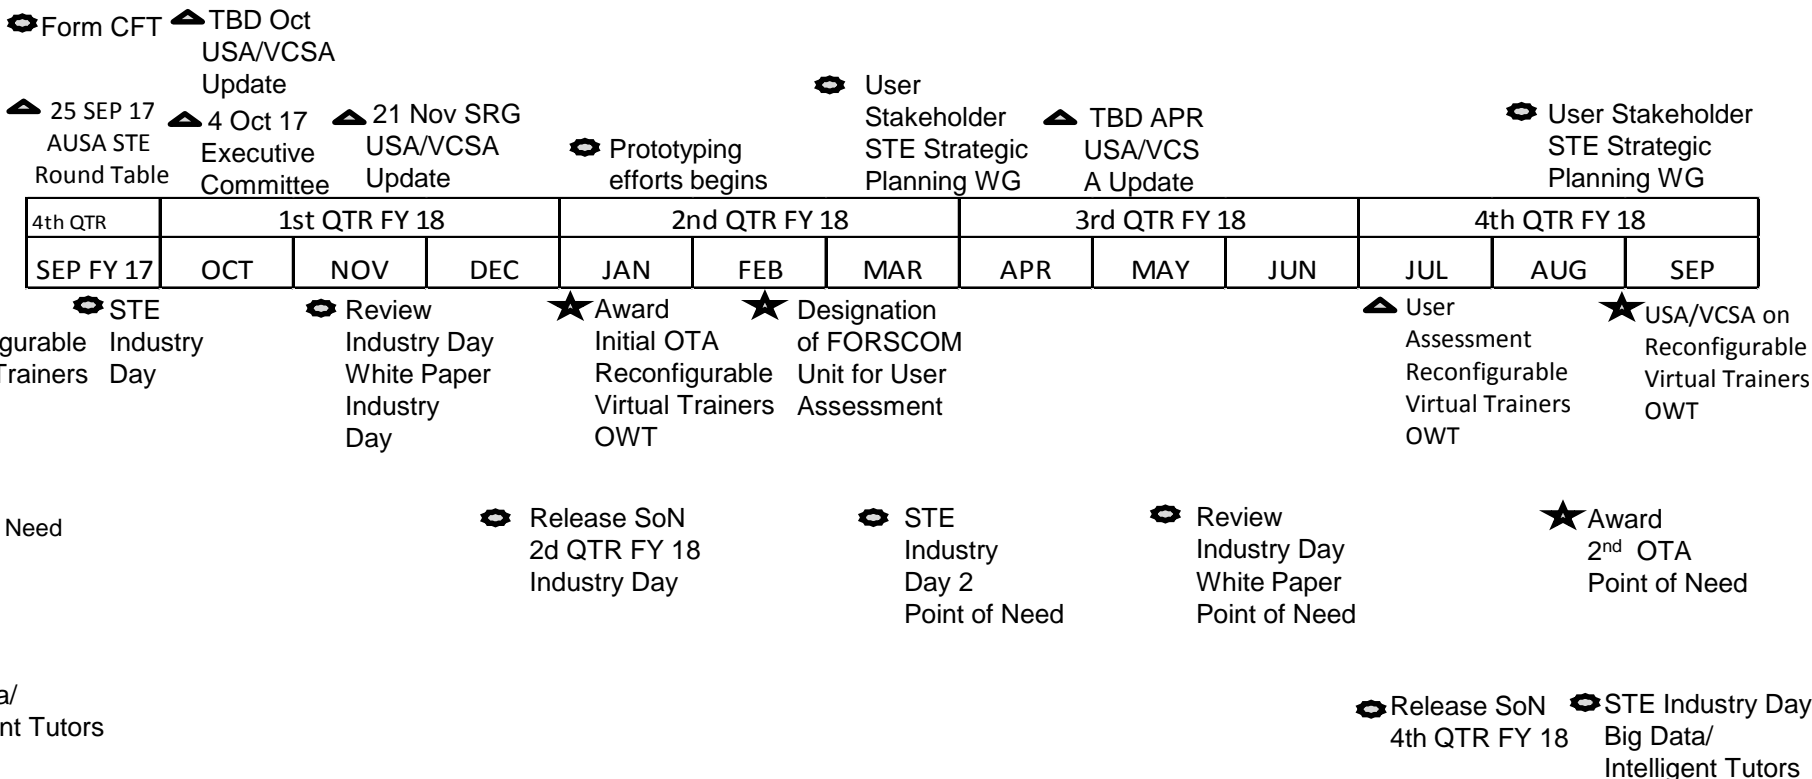 Form CFT
TBD Oct
USA/VCSA
Update
25 SEP 17
AUSA STE
Round Table
4 Oct 17
Executive
Committee
21 Nov SRG
USA/VCSA
Update
Prototyping
efforts begins
User
Stakeholder
STE Strategic
Planning WG
TBD APR
USA/VCS
A Update
User Stakeholder
STE Strategic
Planning WG
4th QTR
1st QTR FY 18
2nd QTR FY 18
3rd QTR FY 18
4th QTR FY 18
SEP FY 17
OCT
NOV
DEC
JAN
FEB
MAR
APR
MAY
JUN
JUL
AUG
SEP
gurable
Trainers
STE
Industry
Day
Review
Industry Day
White Paper
Industry
Day
Award
Initial OTA
Reconfigurable
Virtual Trainers
OWT
Designation
of FORSCOM
Unit for User
Assessment
User
Assessment
Reconfigurable
Virtual Trainers
OWT
USA/VCSA on
Reconfigurable
Virtual Trainers
OWT
Need
Release SoN
2d QTR FY 18
Industry Day
STE
Industry
Day 2
Point of Need
Review
Industry Day
White Paper
Point of Need
Award
2nd OTA
Point of Need
a/
nt Tutors
Release SoN
4th QTR FY 18
STE Industry Day
Big Data/
Intelligent Tutors